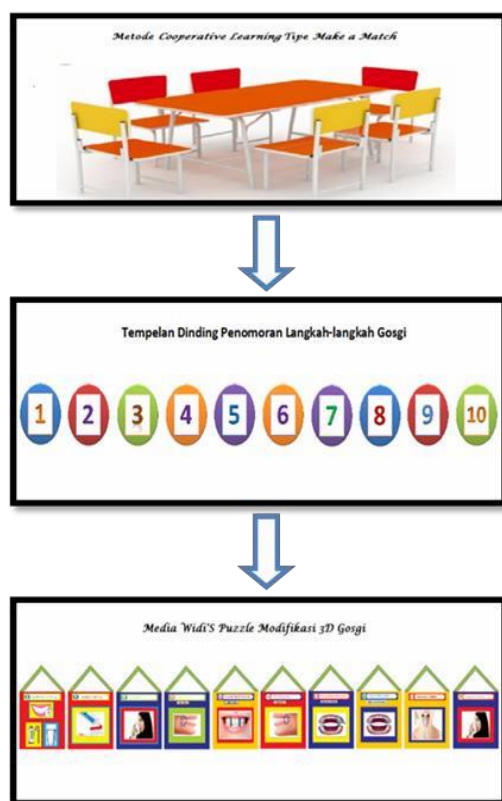 Metode Cooperative Learning Tipe Make a Match
Tempelan Dinding Penomoran Langkah-langkah Gosgi
1 2 3 4 5 6 7 8 9 10
Media Widi'S Puzzle Modifikasi 3D Gosgi